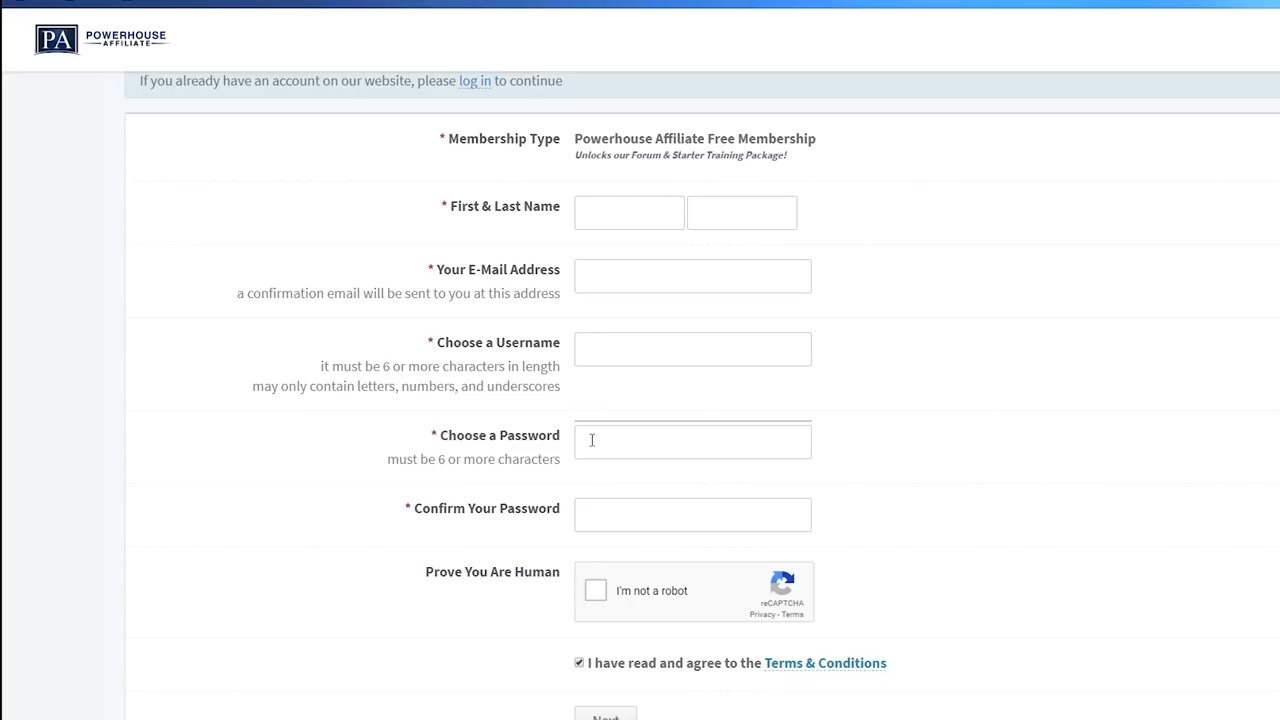 PA POWERHOUSE
AFFILIATE
If you already have an account on our website, please log in to continue
* Membership Type Powerhouse Affiliate Free Membership
Unlocks our Forum & Starter Training Package!
* First & Last Name
* Your E-Mail Address
a confirmation email will be sent to you at this address
* Choose a Username
it must be 6 or more characters in length
may only contain letters, numbers, and underscores
* Choose a Password
must be 6 or more characters
* Confirm Your Password
Prove You Are Human
I'm not a robot
reCAPTCHA
Privacy - Terms
I have read and agree to the Terms & Conditions
Next